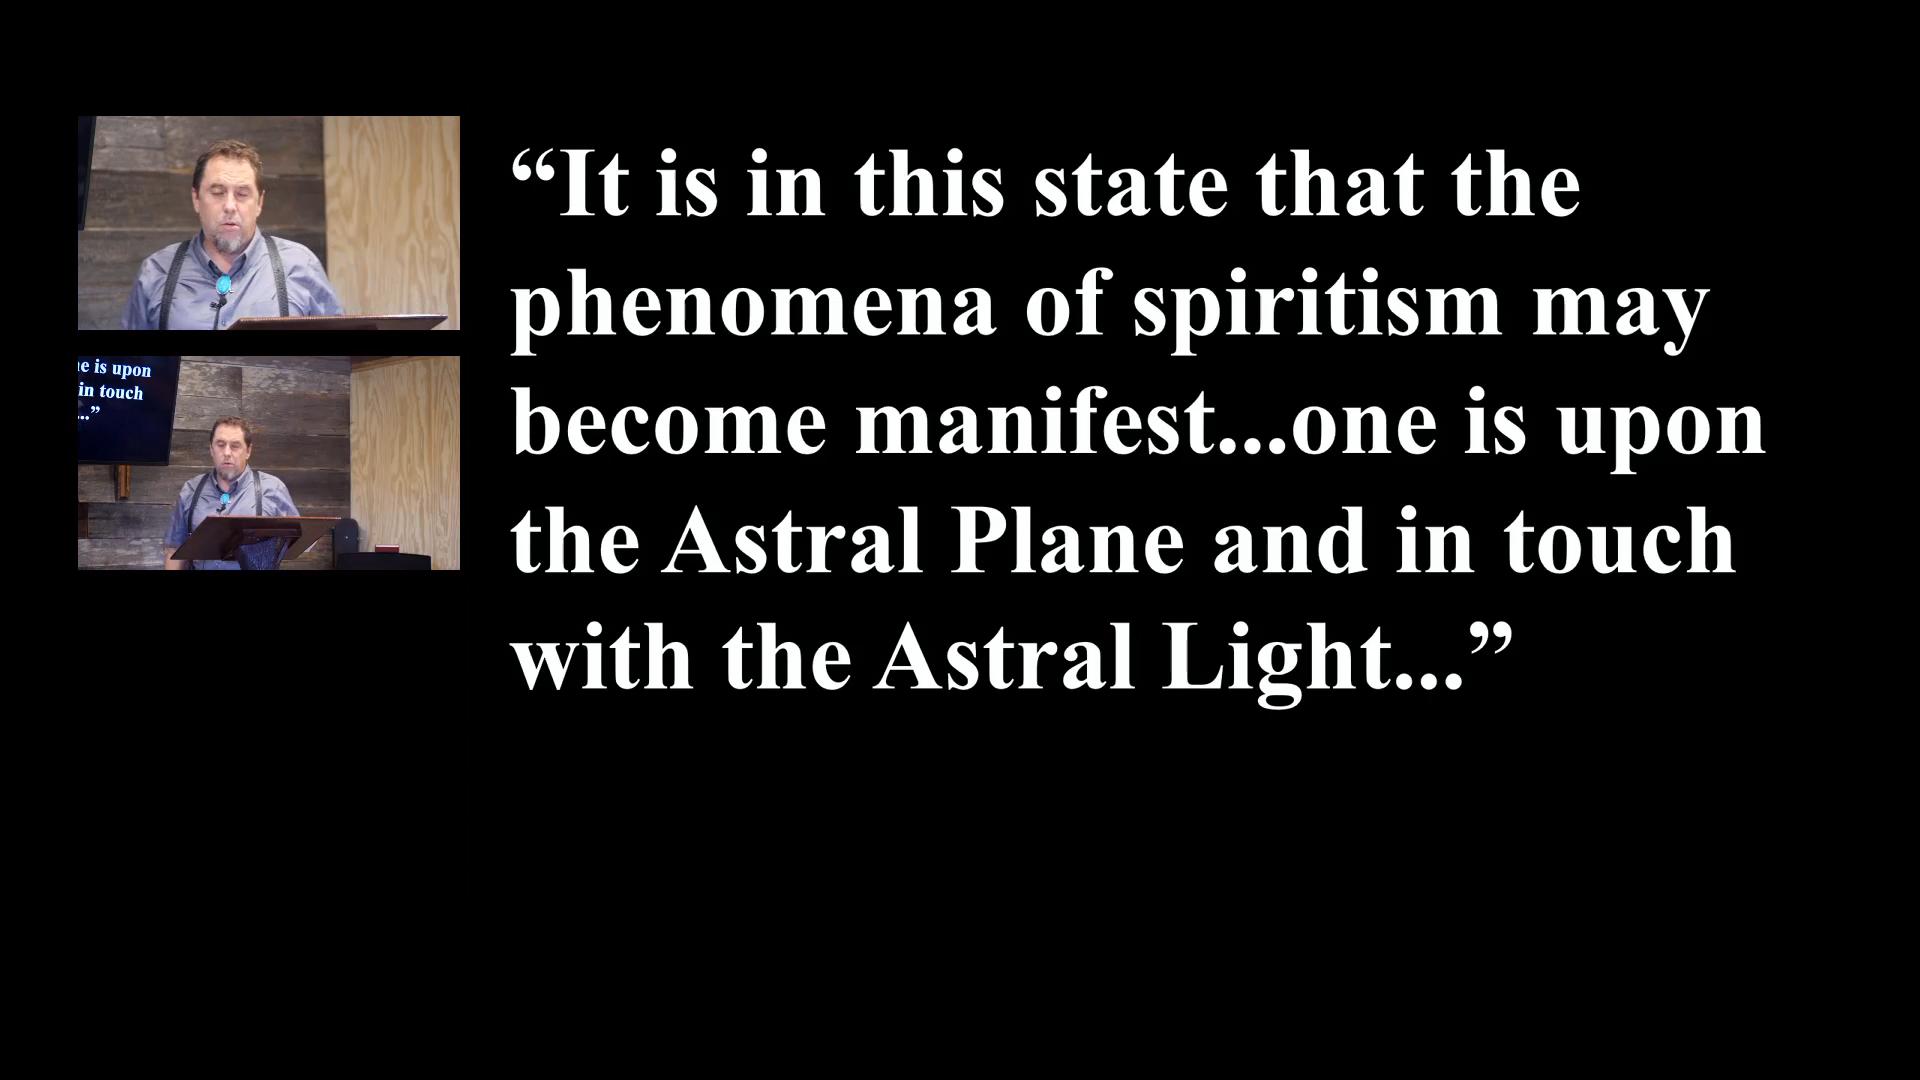 “It is in this state that the
phenomena of spiritism may
become manifest...one is upon
the Astral Plane and in touch
with the Astral Light...”
ne is upon
in touch
...”